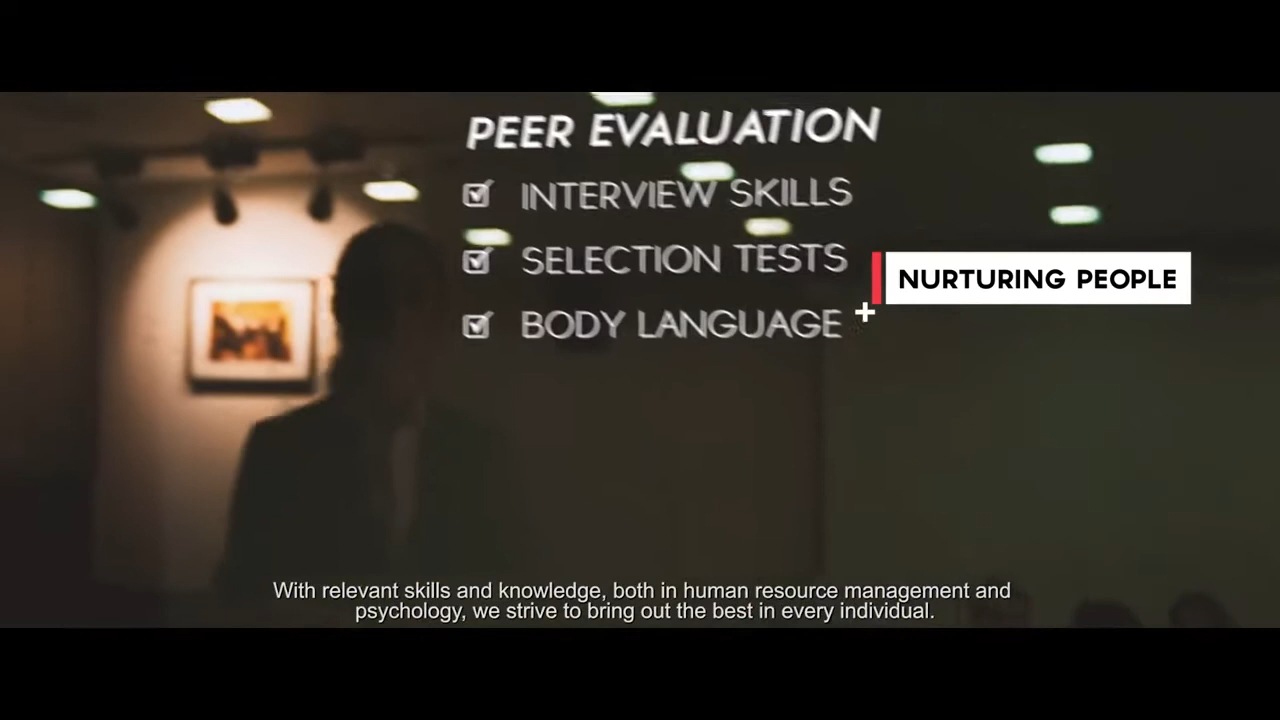 PEER EVALUATION
INTERVIEW SKILLS
SELECTION TESTS
BODY LANGUAGE
NURTURING PEOPLE
With relevant skills and knowledge, both in human resource management and
psychology, we strive to bring out the best in every individual.